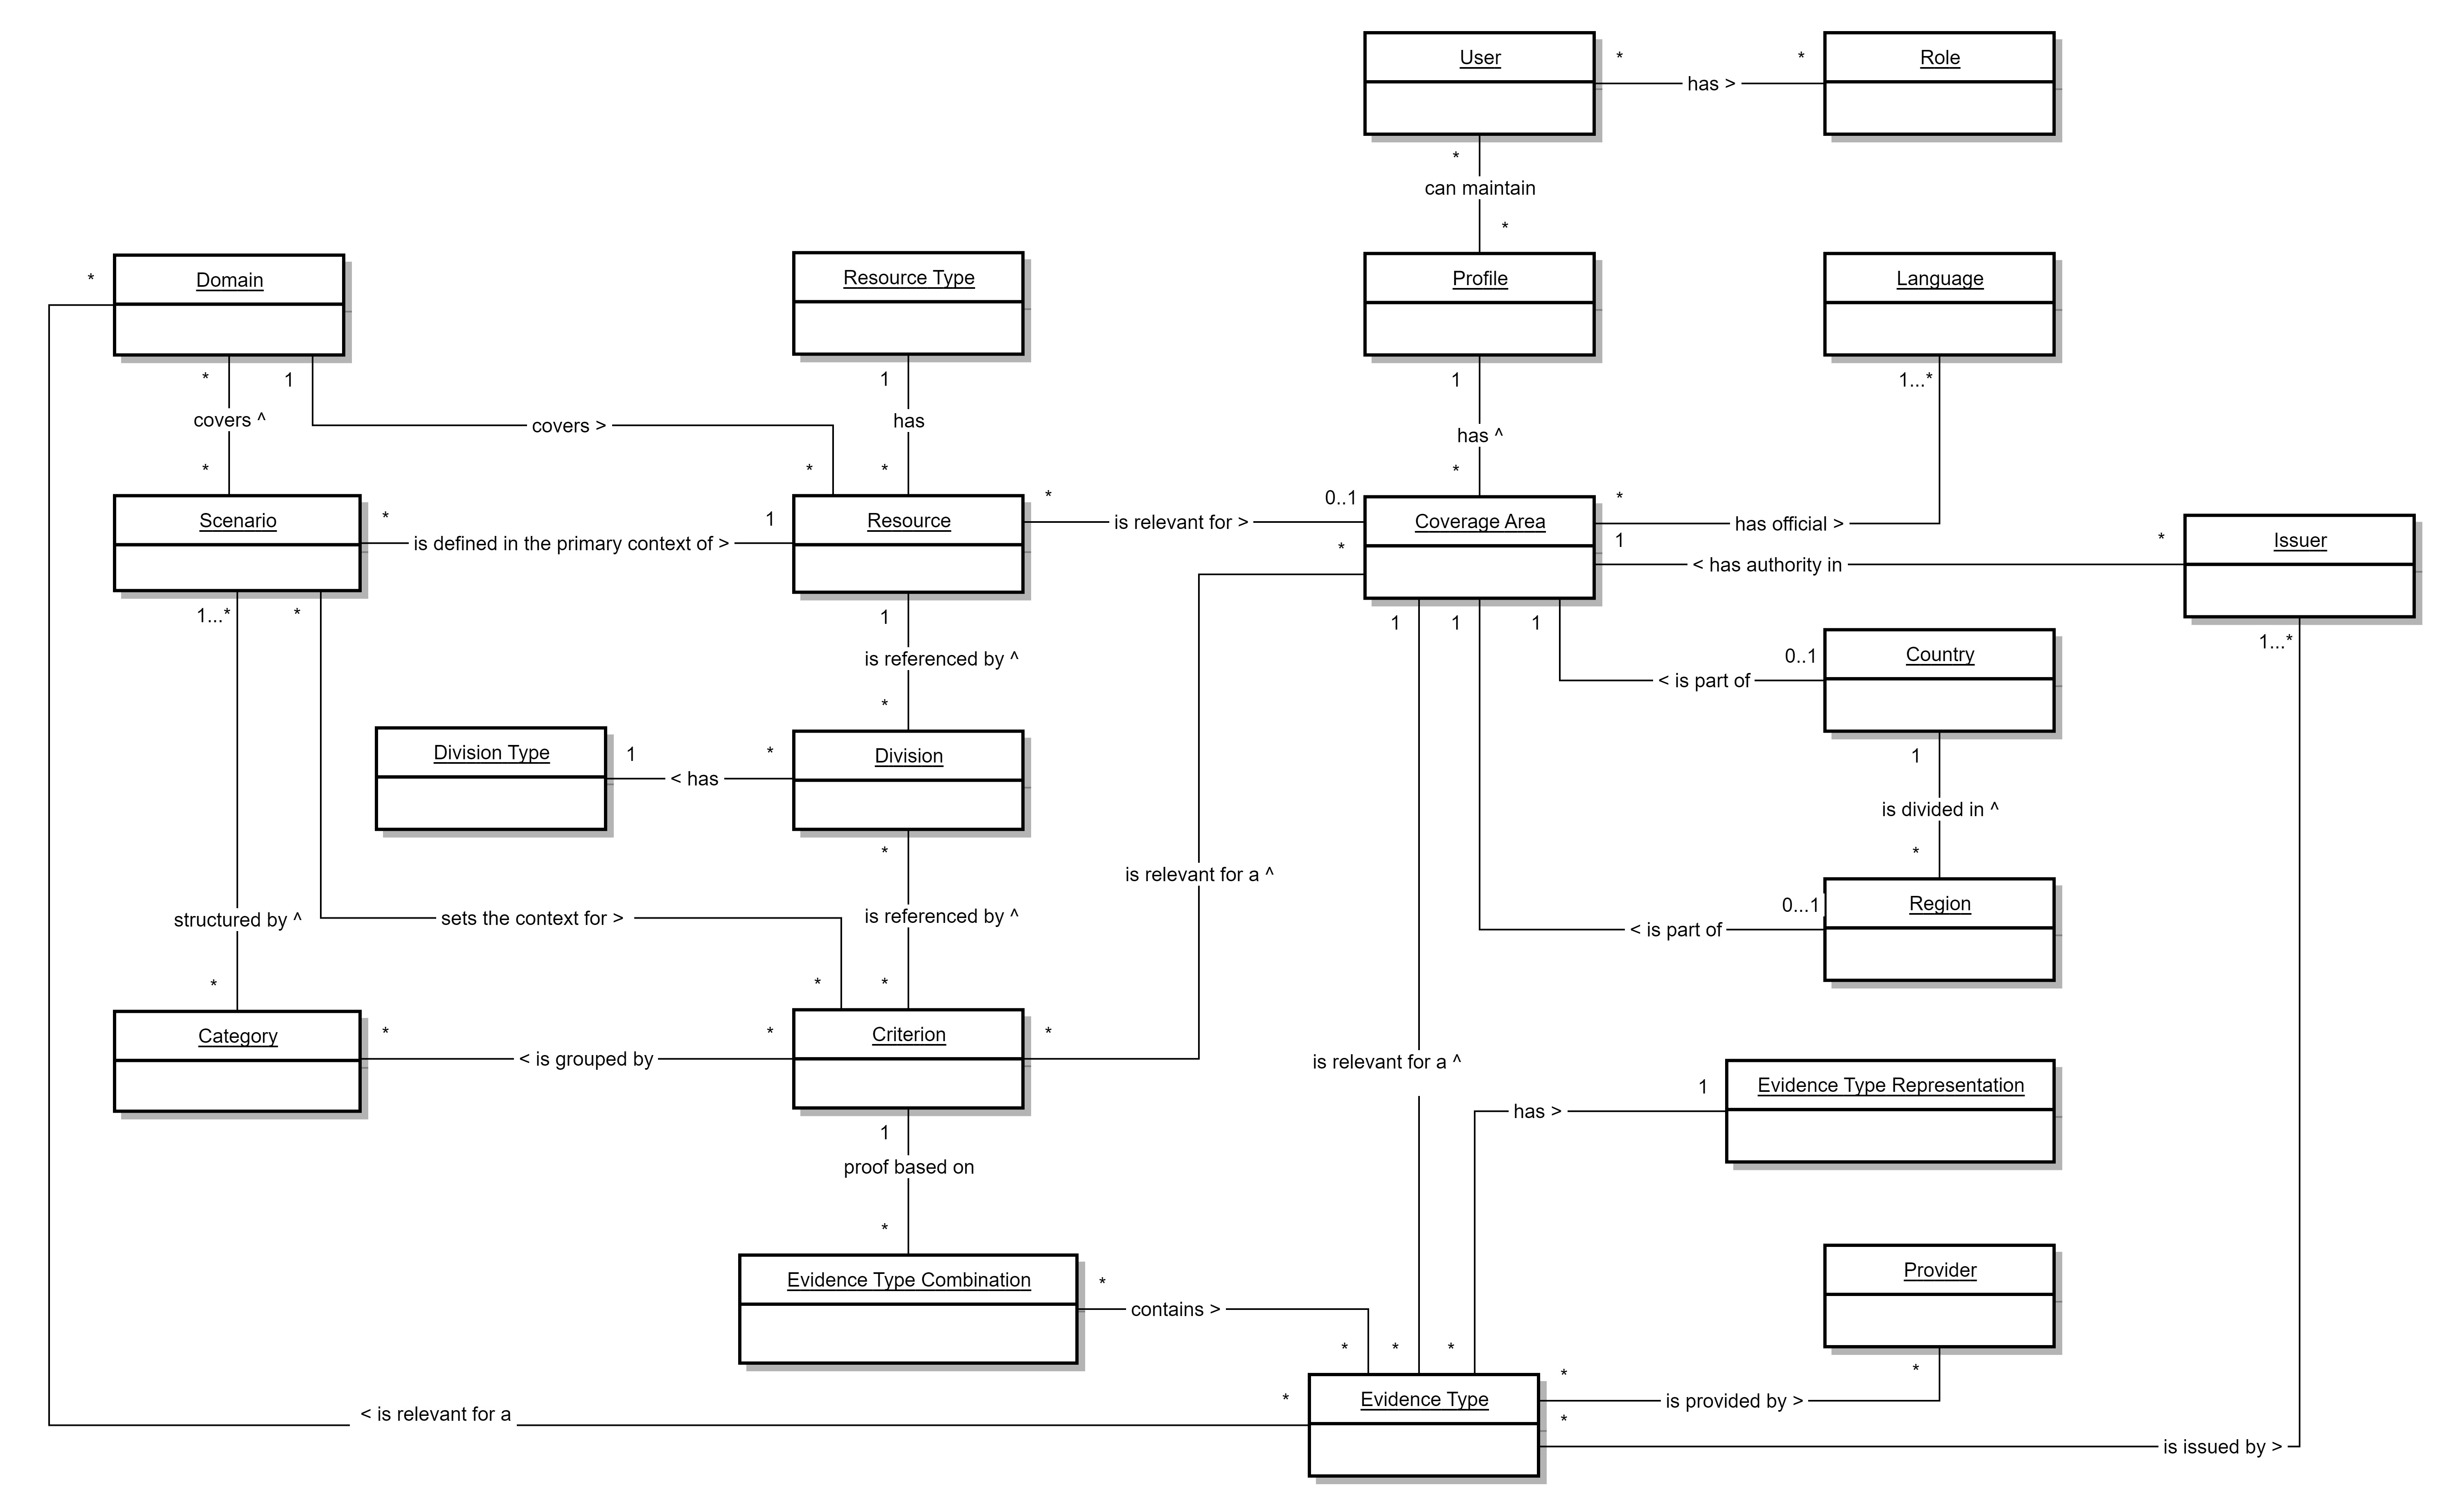 User
*
has >
*
Role
*
can maintain
*
Domain
*
Resource Type
Profile
Language
*
1
1
1
1...*
covers ^
covers >
has
has ^
*
*
*
*
Scenario
*
is defined in the primary context of >
1
Resource
*
is relevant for >
0..1
Coverage Area
*
has official >
*
1
< has authority in
*
Issuer
1...*
*
1
1
1
1
1...*
is referenced by ^
0..1
Country
< is part of
*
Division Type
1
< has
*
Division
1
is divided in ^
*
*
is relevant for a ^
structured by ^
sets the context for >
is referenced by ^
0...1
Region
< is part of
*
*
*
Category
*
< is grouped by
*
Criterion
*
is relevant for a ^
1
Evidence Type Representation
has >
1
proof based on
*
Evidence Type Combination
*
contains >
Provider
*
*
*
*
*
Evidence Type
*
is provided by >
*
< is relevant for a
*
is issued by >